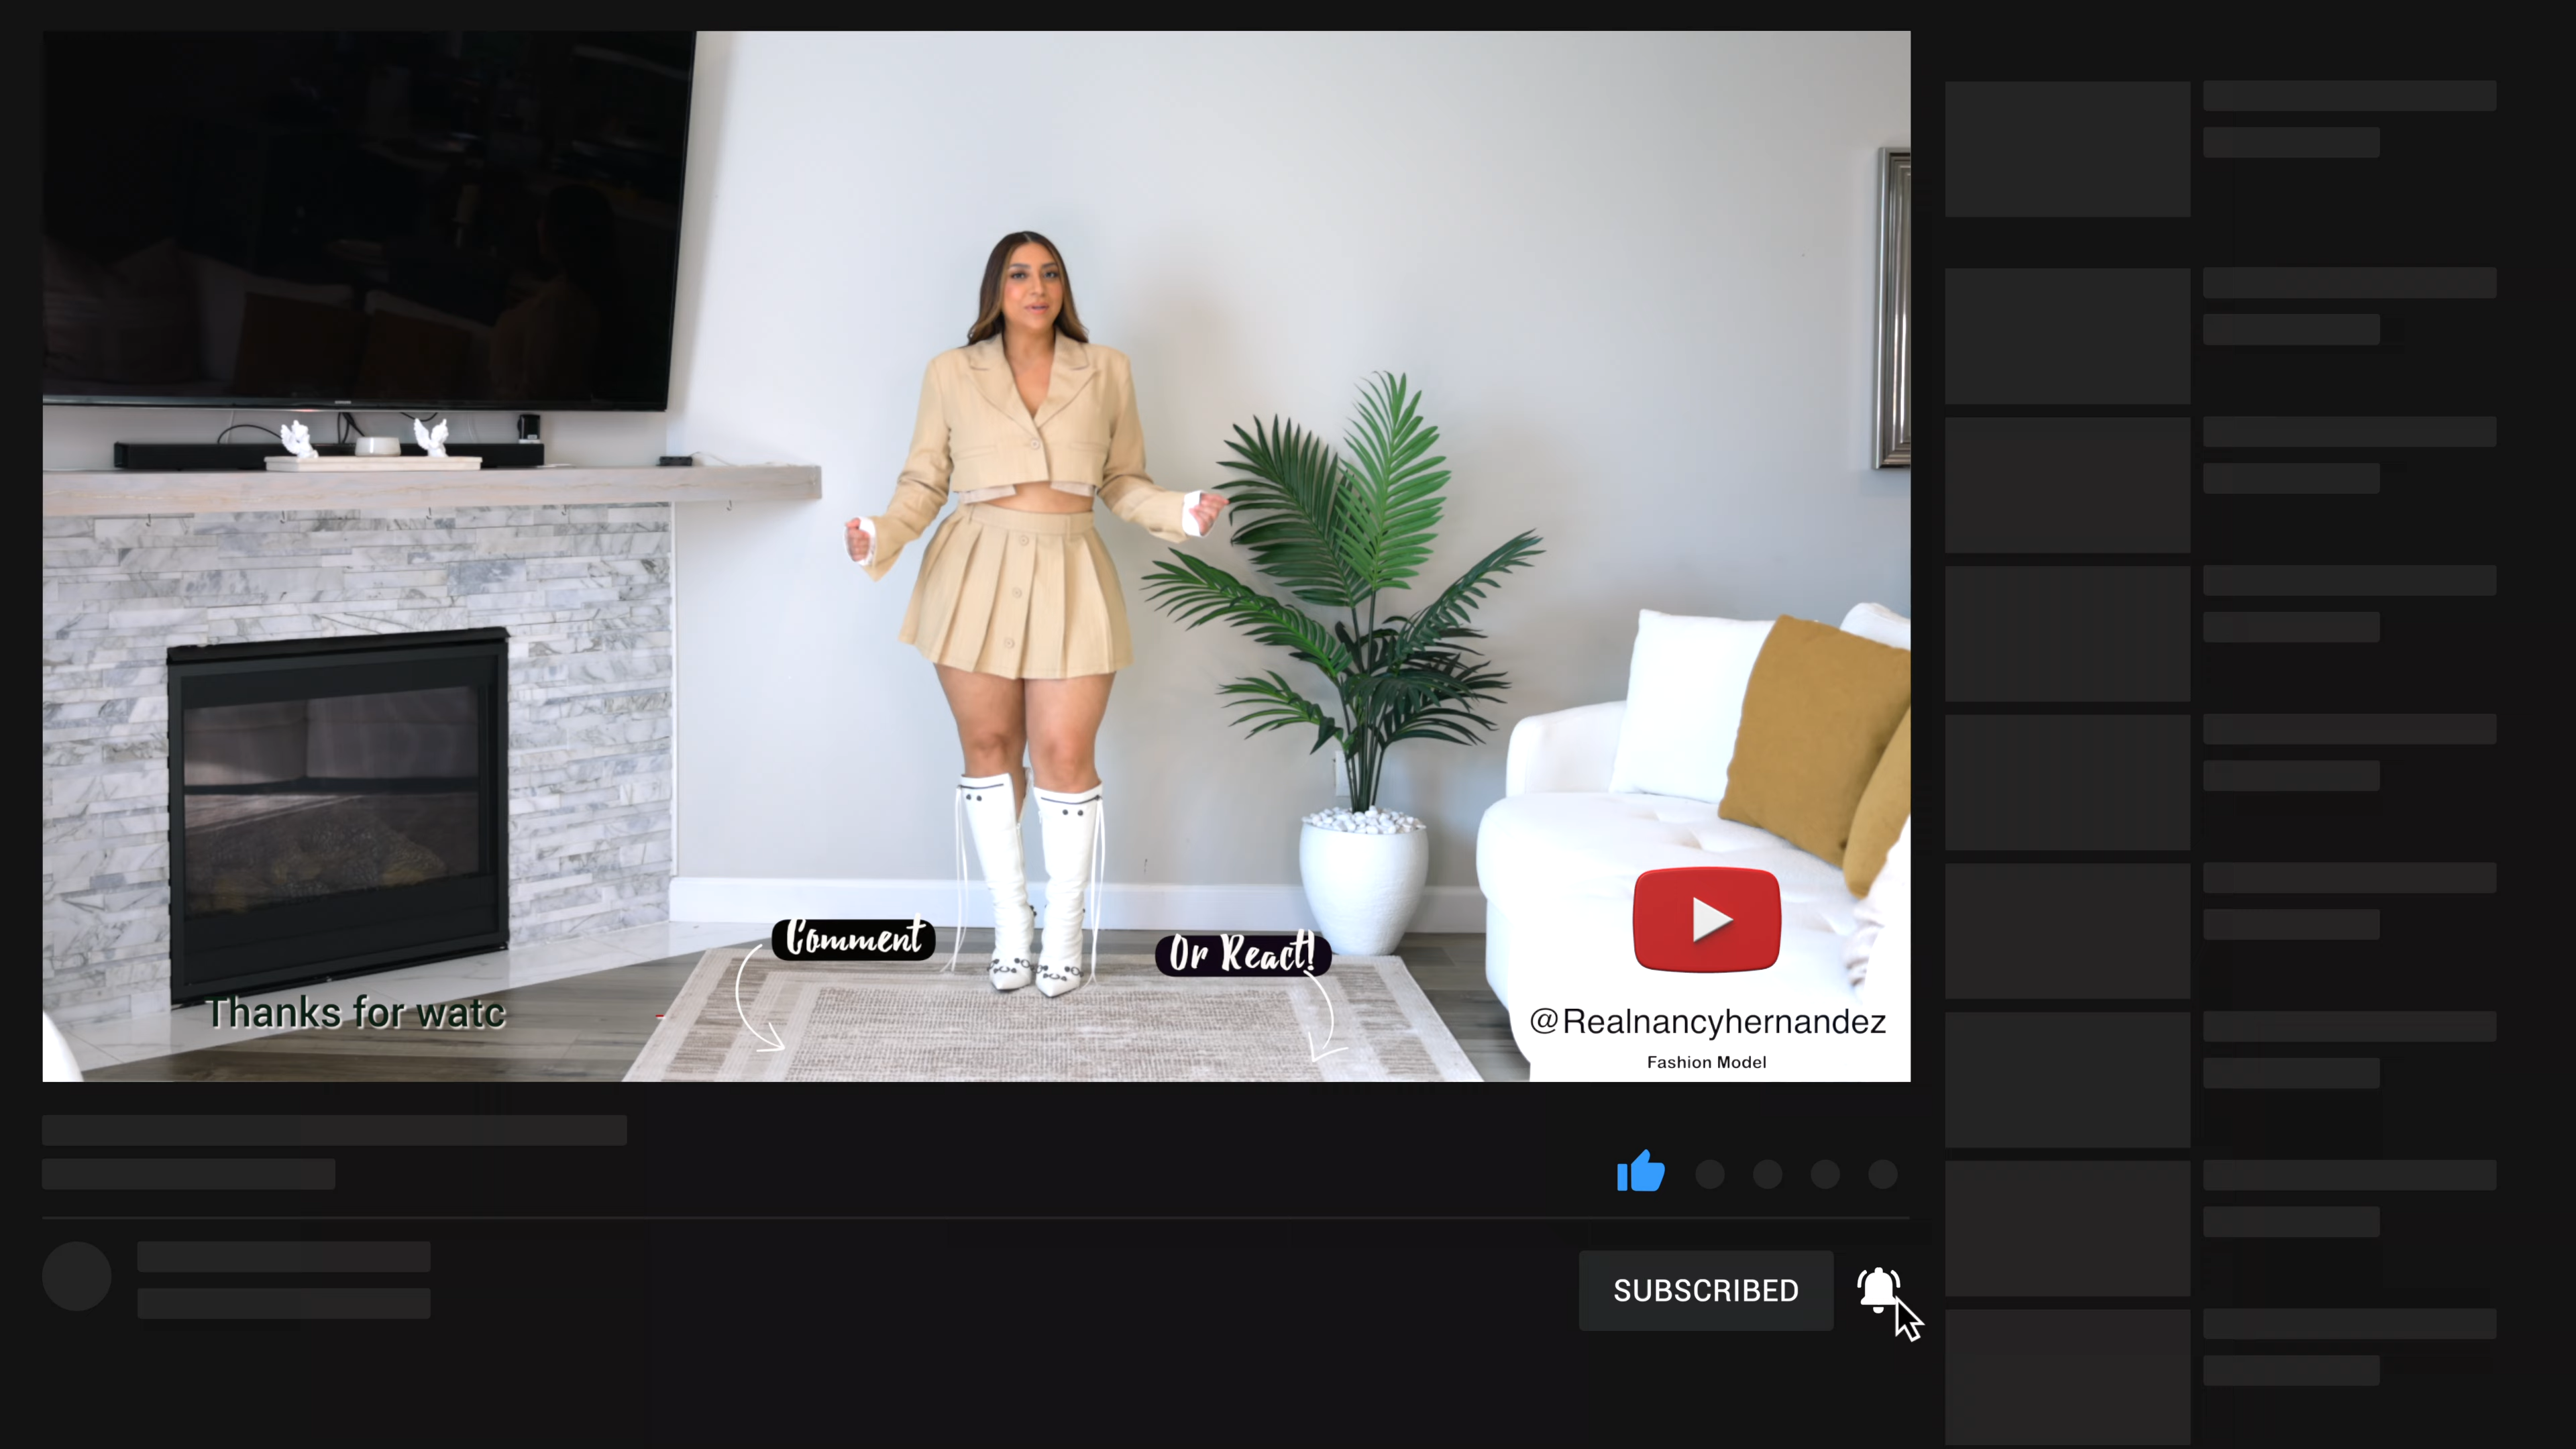 Comment
Or React!
Thanks for watc
@Realnancyhernandez
Fashion Model
SUBSCRIBED